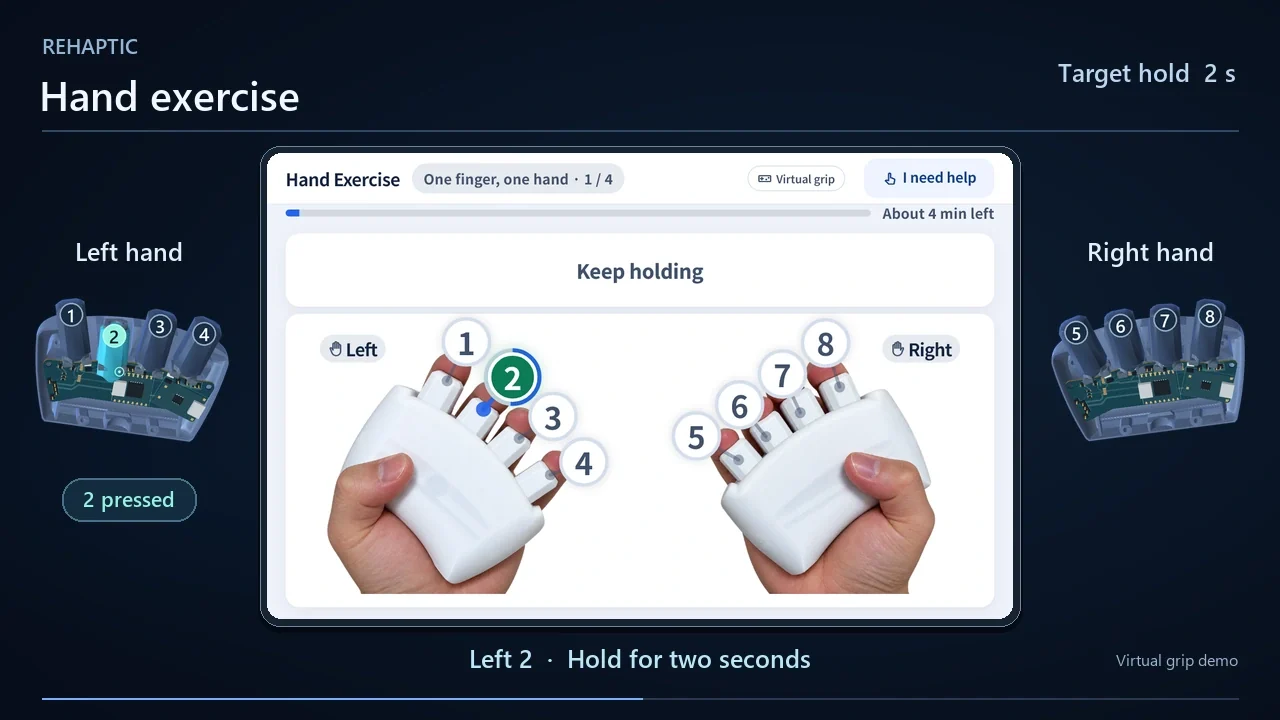 REHAPTIC
Hand exercise
Target hold 2 s
Hand Exercise
One finger, one hand · 1 / 4
Virtual grip
I need help
About 4 min left
Keep holding
Left hand
1
2
3
4
2 pressed
Left
1
2
3
4
Right
8
7
6
5
Right hand
5
6
7
8
Left 2 · Hold for two seconds
Virtual grip demo